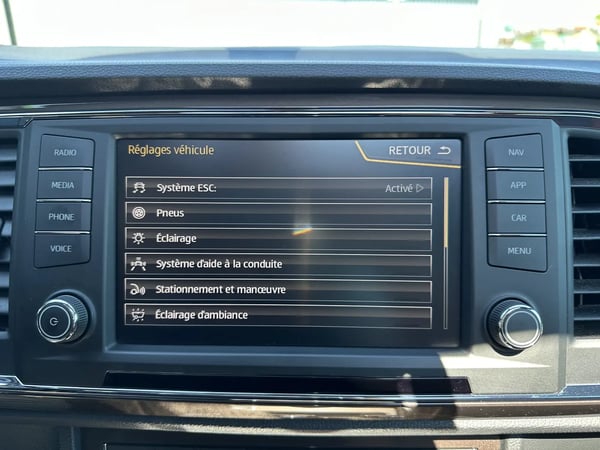 Réglages véhicule
RETOUR
Système ESC: Activé
Pneus
Éclairage
Système d'aide à la conduite
Stationnement et manœuvre
Éclairage d'ambiance
RADIO
MEDIA
PHONE
VOICE
NAV
APP
CAR
MENU